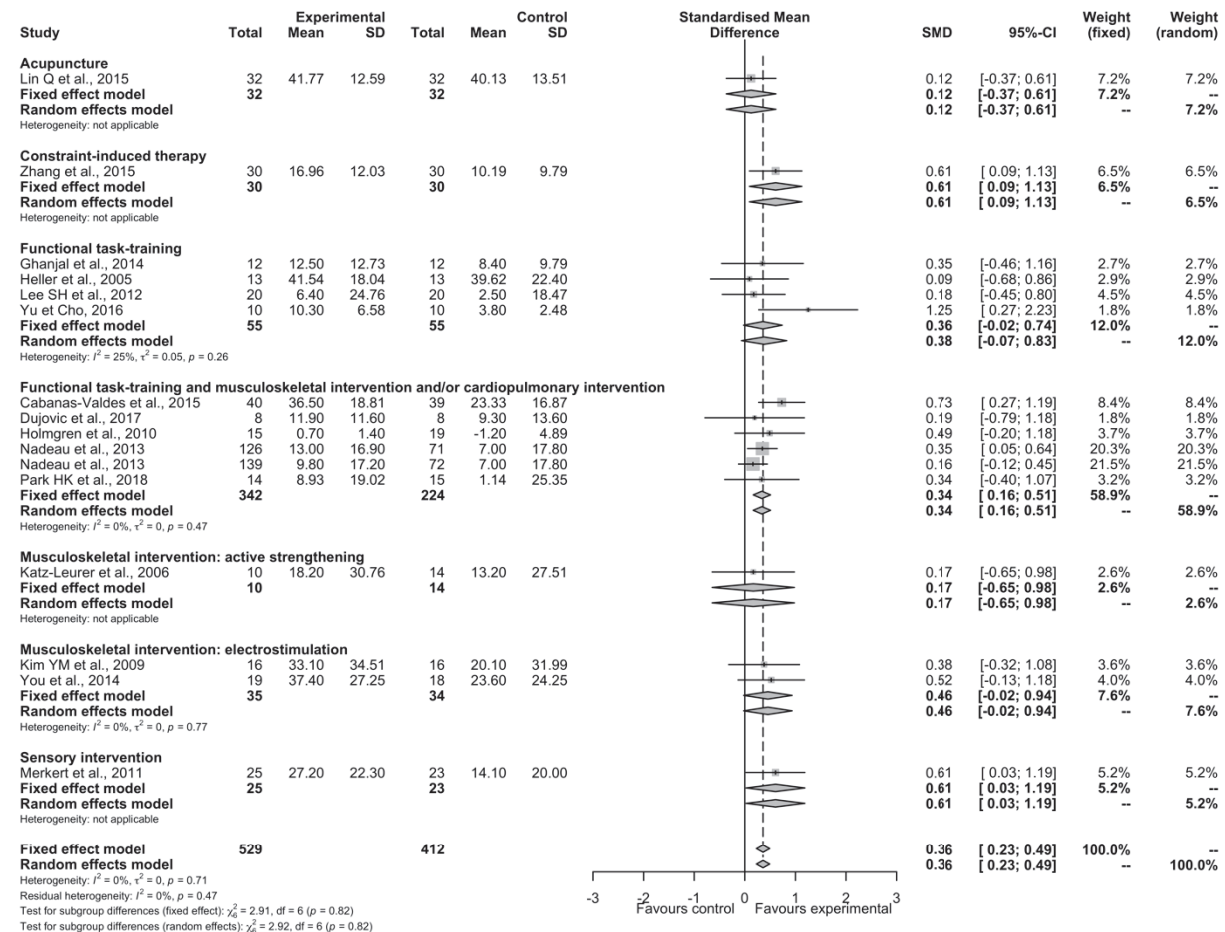 Experimental Control Standardised Mean Weight Weight
Study Total Mean SD Total Mean SD Difference SMD 95%-CI (fixed) (random)
Acupuncture
Lin Q et al., 2015 32 41.77 12.59 32 40.13 13.51 0.12 [-0.37; 0.61] 7.2% 7.2%
Fixed effect model 32 32 0.12 [-0.37; 0.61] 7.2% --
Random effects model 0.12 [-0.37; 0.61] -- 7.2%
Heterogeneity: not applicable
Constraint-induced therapy
Zhang et al., 2015 30 16.96 12.03 30 10.19 9.79 0.61 [ 0.09; 1.13] 6.5% 6.5%
Fixed effect model 30 30 0.61 [ 0.09; 1.13] 6.5% --
Random effects model 0.61 [ 0.09; 1.13] -- 6.5%
Heterogeneity: not applicable
Functional task-training
Ghanjal et al., 2014 12 12.50 12.73 12 8.40 9.79 0.35 [-0.46; 1.16] 2.7% 2.7%
Heller et al., 2005 13 41.54 18.04 13 39.62 22.40 0.09 [-0.68; 0.86] 2.9% 2.9%
Lee SH et al., 2012 20 6.40 24.76 20 2.50 18.47 0.18 [-0.45; 0.80] 4.5% 4.5%
Yu et Cho, 2016 10 10.30 6.58 10 3.80 2.48 1.25 [ 0.27; 2.23] 1.8% 1.8%
Fixed effect model 55 55 0.36 [-0.02; 0.74] 12.0% --
Random effects model 0.38 [-0.07; 0.83] -- 12.0%
Heterogeneity: I² = 25%, τ² = 0.05, p = 0.26
Functional task-training and musculoskeletal intervention and/or cardiopulmonary intervention
Cabanas-Valdes et al., 2015 40 36.50 18.81 39 23.33 16.87 0.73 [ 0.27; 1.19] 8.4% 8.4%
Dujovic et al., 2017 8 11.90 11.60 8 9.30 13.60 0.19 [-0.79; 1.18] 1.8% 1.8%
Holmgren et al., 2010 15 0.70 1.40 19 -1.20 4.89 0.49 [-0.20; 1.18] 3.7% 3.7%
Nadeau et al., 2013 126 13.00 16.90 71 7.00 17.80 0.35 [ 0.05; 0.64] 20.3% 20.3%
Nadeau et al., 2013 139 9.80 17.20 72 7.00 17.80 0.16 [-0.12; 0.45] 21.5% 21.5%
Park HK et al., 2018 14 8.93 19.02 15 1.14 25.35 0.34 [-0.40; 1.07] 3.2% 3.2%
Fixed effect model 342 224 0.34 [ 0.16; 0.51] 58.9% --
Random effects model 0.34 [ 0.16; 0.51] -- 58.9%
Heterogeneity: I² = 0%, τ² = 0, p = 0.47
Musculoskeletal intervention: active strengthening
Katz-Leurer et al., 2006 10 18.20 30.76 14 13.20 27.51 0.17 [-0.65; 0.98] 2.6% 2.6%
Fixed effect model 10 14 0.17 [-0.65; 0.98] 2.6% --
Random effects model 0.17 [-0.65; 0.98] -- 2.6%
Heterogeneity: not applicable
Musculoskeletal intervention: electrostimulation
Kim YM et al., 2009 16 33.10 34.51 16 20.10 31.99 0.38 [-0.32; 1.08] 3.6% 3.6%
You et al., 2014 19 37.40 27.25 18 23.60 24.25 0.52 [-0.13; 1.18] 4.0% 4.0%
Fixed effect model 35 34 0.46 [-0.02; 0.94] 7.6% --
Random effects model 0.46 [-0.02; 0.94] -- 7.6%
Heterogeneity: I² = 0%, τ² = 0, p = 0.77
Sensory intervention
Merkert et al., 2011 25 27.20 22.30 23 14.10 20.00 0.61 [ 0.03; 1.19] 5.2% 5.2%
Fixed effect model 25 23 0.61 [ 0.03; 1.19] 5.2% --
Random effects model 0.61 [ 0.03; 1.19] -- 5.2%
Heterogeneity: not applicable
Fixed effect model 529 412 0.36 [ 0.23; 0.49] 100.0% --
Random effects model 0.36 [ 0.23; 0.49] -- 100.0%
Heterogeneity: I² = 0%, τ² = 0, p = 0.71
Residual heterogeneity: I² = 0%, p = 0.47
-3 -2 -1 0 1 2 3
Test for subgroup differences (fixed effect): χ²₆ = 2.91, df = 6 (p = 0.82)
Favours control Favours experimental
Test for subgroup differences (random effects): χ²₆ = 2.92, df = 6 (p = 0.82)